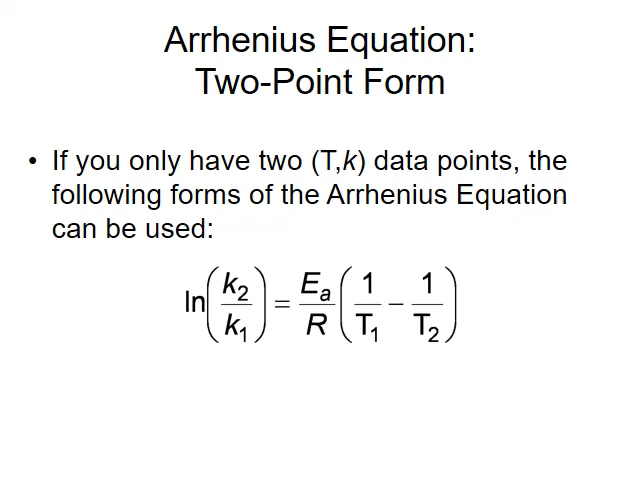 Arrhenius Equation:
Two-Point Form
• If you only have two (T,k) data points, the
following forms of the Arrhenius Equation
can be used:
ln(k₂/k₁) = Eₐ/R (1/T₁ − 1/T₂)